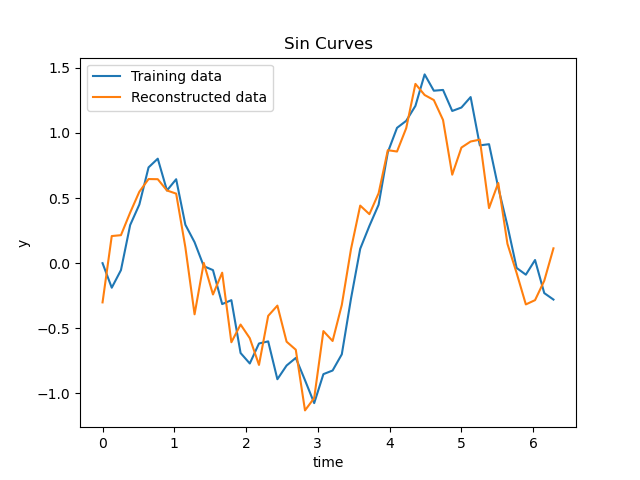 Sin Curves
Training data
Reconstructed data
1.5
1.0
0.5
0.0
−0.5
−1.0
y
0 1 2 3 4 5 6
time